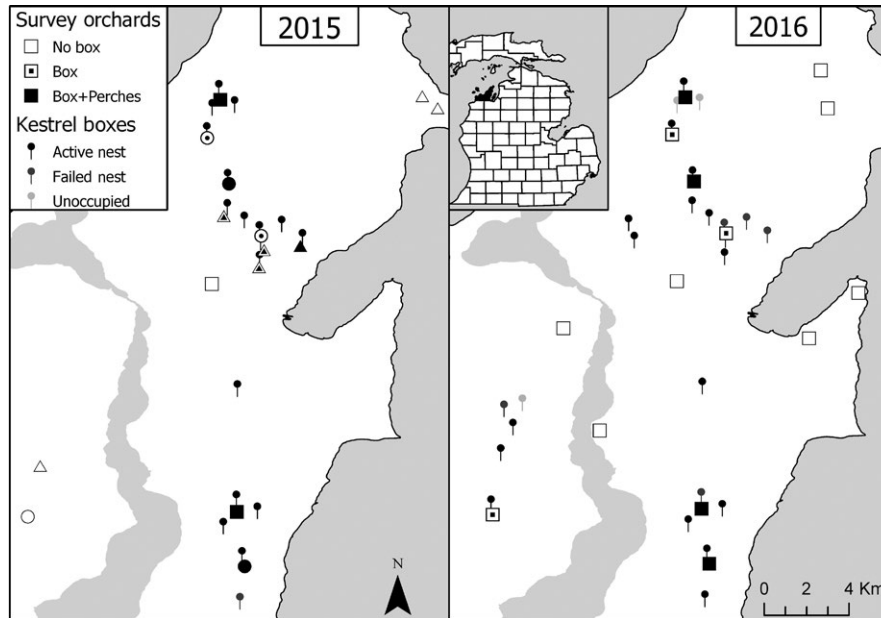 Survey orchards
No box
Box
Box+Perches
Kestrel boxes
Active nest
Failed nest
Unoccupied
2015
2016
N
0 2 4 Km